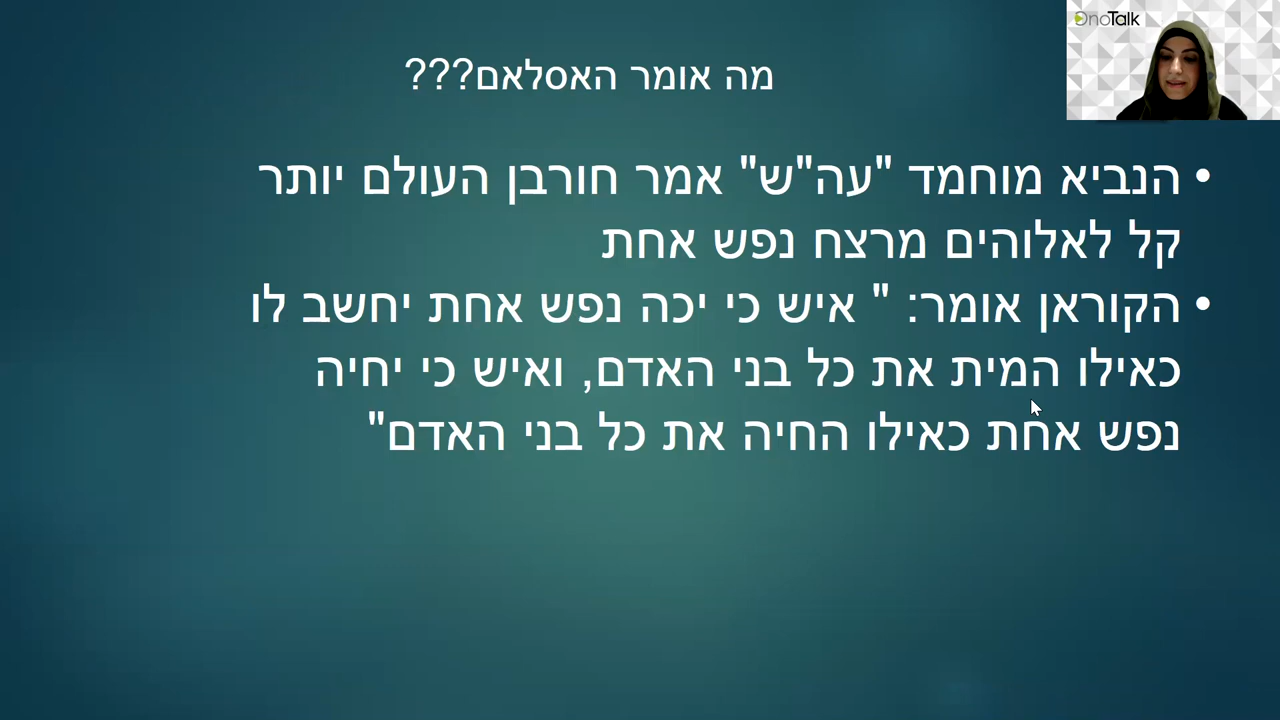 OnoTalk
מה אומר האסלאם???
• הנביא מוחמד "עה"ש" אמר חורבן העולם יותר
קל לאלוהים מרצח נפש אחת
• הקוראן אומר: " איש כי יכה נפש אחת יחשב לו
כאילו המית את כל בני האדם, ואיש כי יחיה
נפש אחת כאילו החיה את כל בני האדם"